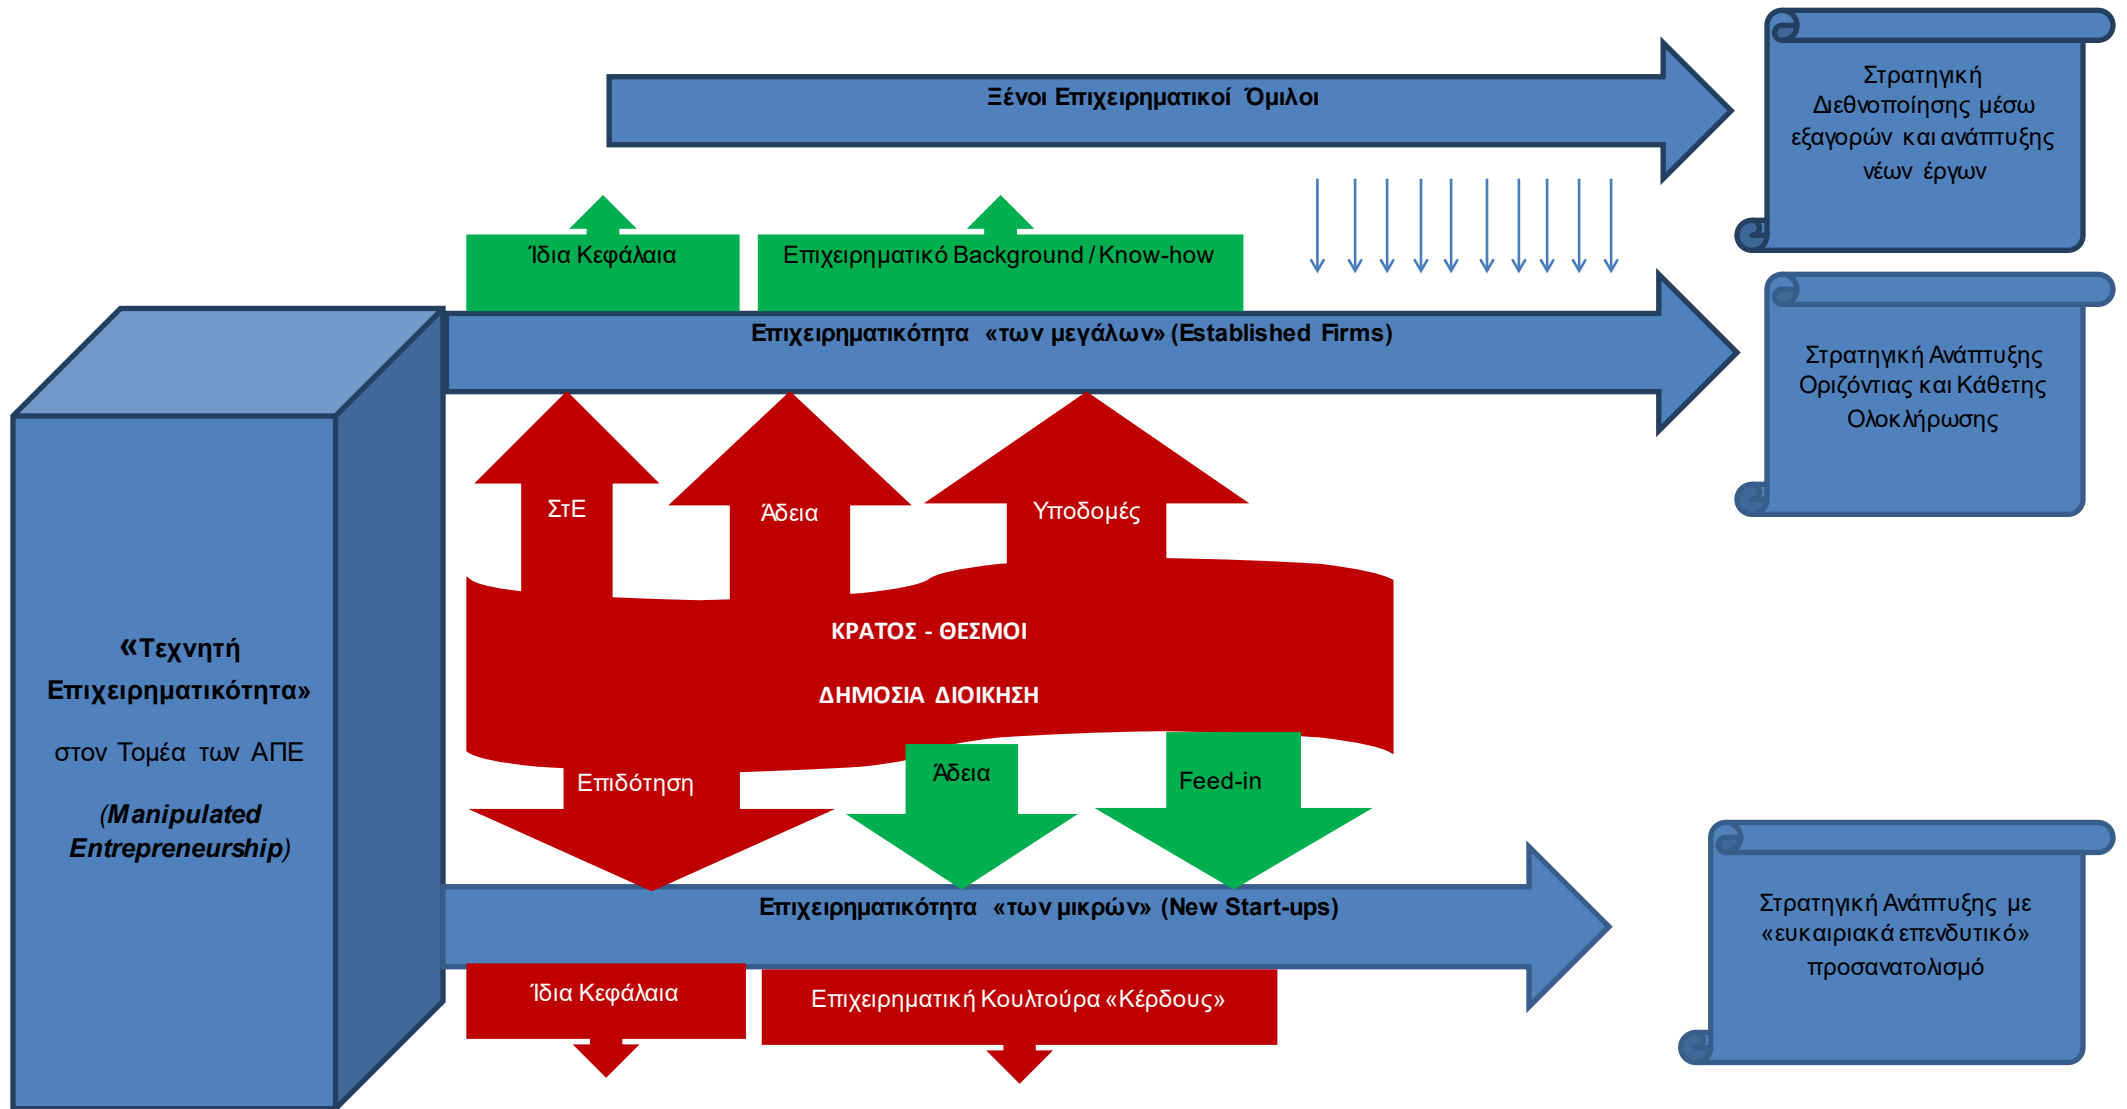 Ξένοι Επιχειρηματικοί Όμιλοι
Στρατηγική
Διεθνοποίησης μέσω
εξαγορών και ανάπτυξης
νέων έργων
Ίδια Κεφάλαια
Επιχειρηματικό Background / Know-how
Επιχειρηματικότητα «των μεγάλων» (Established Firms)
Στρατηγική Ανάπτυξης
Οριζόντιας και Κάθετης
Ολοκλήρωσης
ΣτΕ
Άδεια
Υποδομές
ΚΡΑΤΟΣ - ΘΕΣΜΟΙ
ΔΗΜΟΣΙΑ ΔΙΟΙΚΗΣΗ
«Τεχνητή
Επιχειρηματικότητα»
στον Τομέα των ΑΠΕ
(Manipulated
Entrepreneurship)
Επιδότηση
Άδεια
Feed-in
Επιχειρηματικότητα «των μικρών» (New Start-ups)
Στρατηγική Ανάπτυξης με
«ευκαιριακά επενδυτικό»
προσανατολισμό
Ίδια Κεφάλαια
Επιχειρηματική Κουλτούρα «Κέρδους»